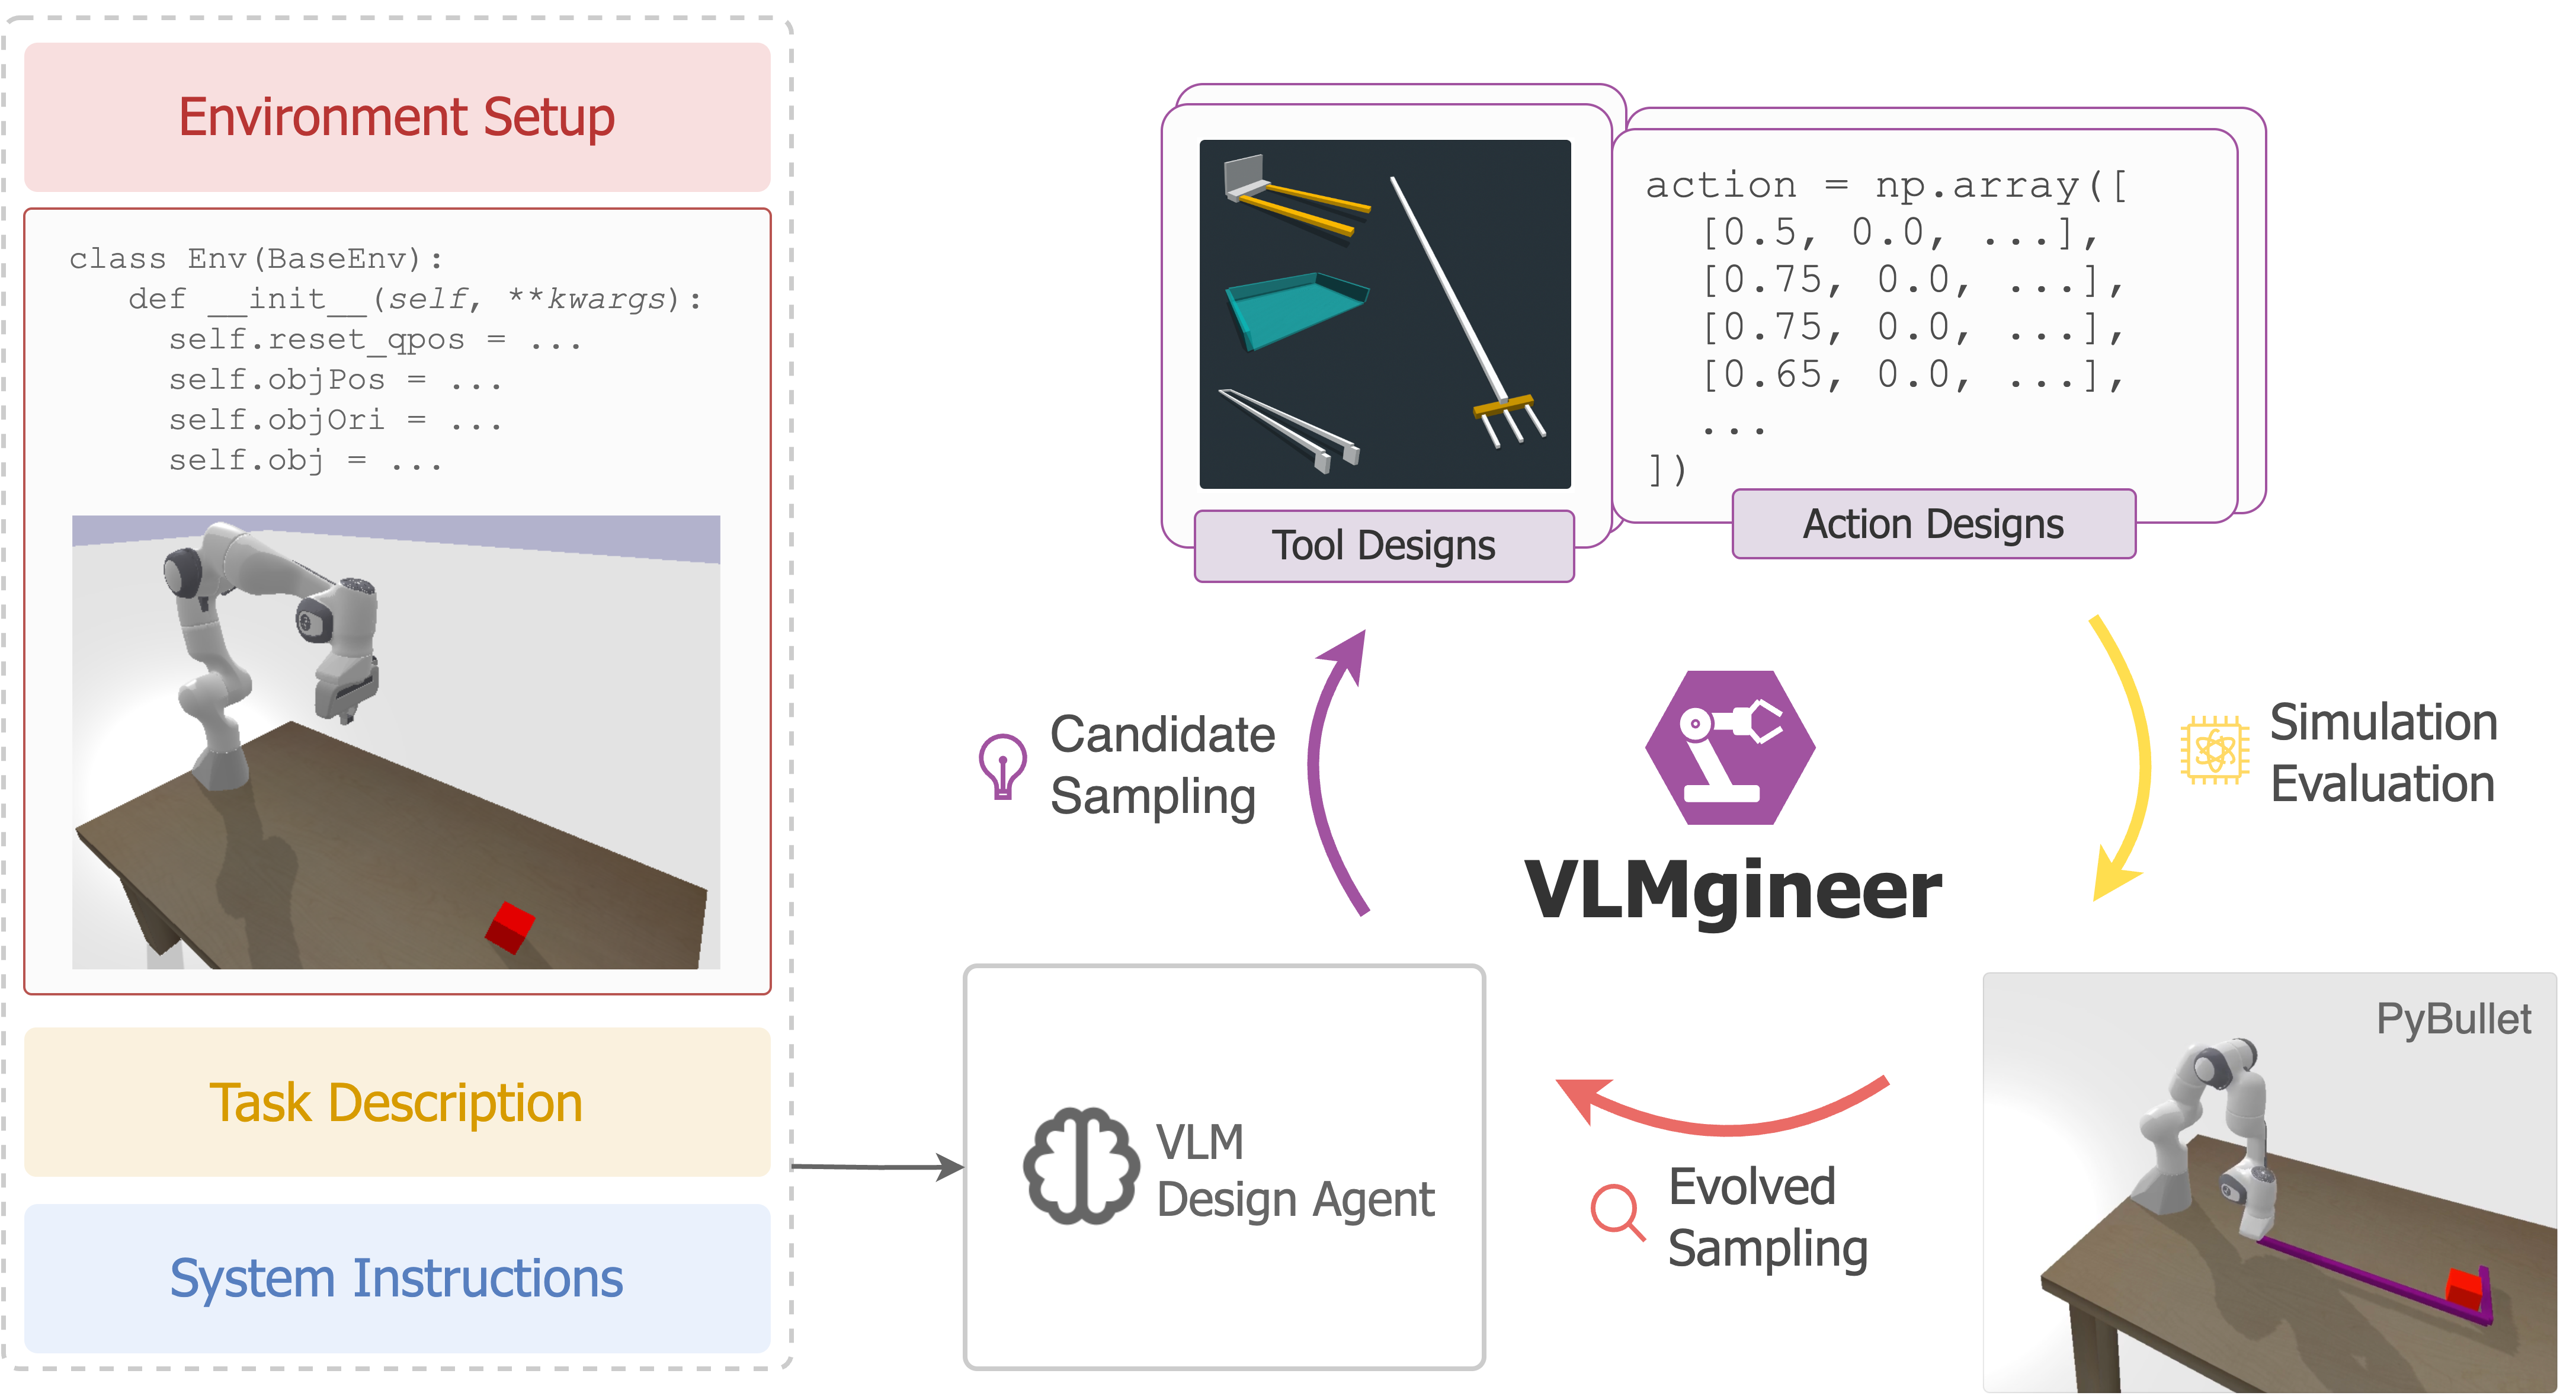 Environment Setup
class Env(BaseEnv):
def __init__(self, **kwargs):
self.reset_qpos = ...
self.objPos = ...
self.objOri = ...
self.obj = ...
Task Description
System Instructions
Tool Designs
action = np.array([
[0.5, 0.0, ...],
[0.75, 0.0, ...],
[0.75, 0.0, ...],
[0.65, 0.0, ...],
...
])
Action Designs
Candidate
Sampling
VLMgineer
Simulation
Evaluation
VLM
Design Agent
Evolved
Sampling
PyBullet